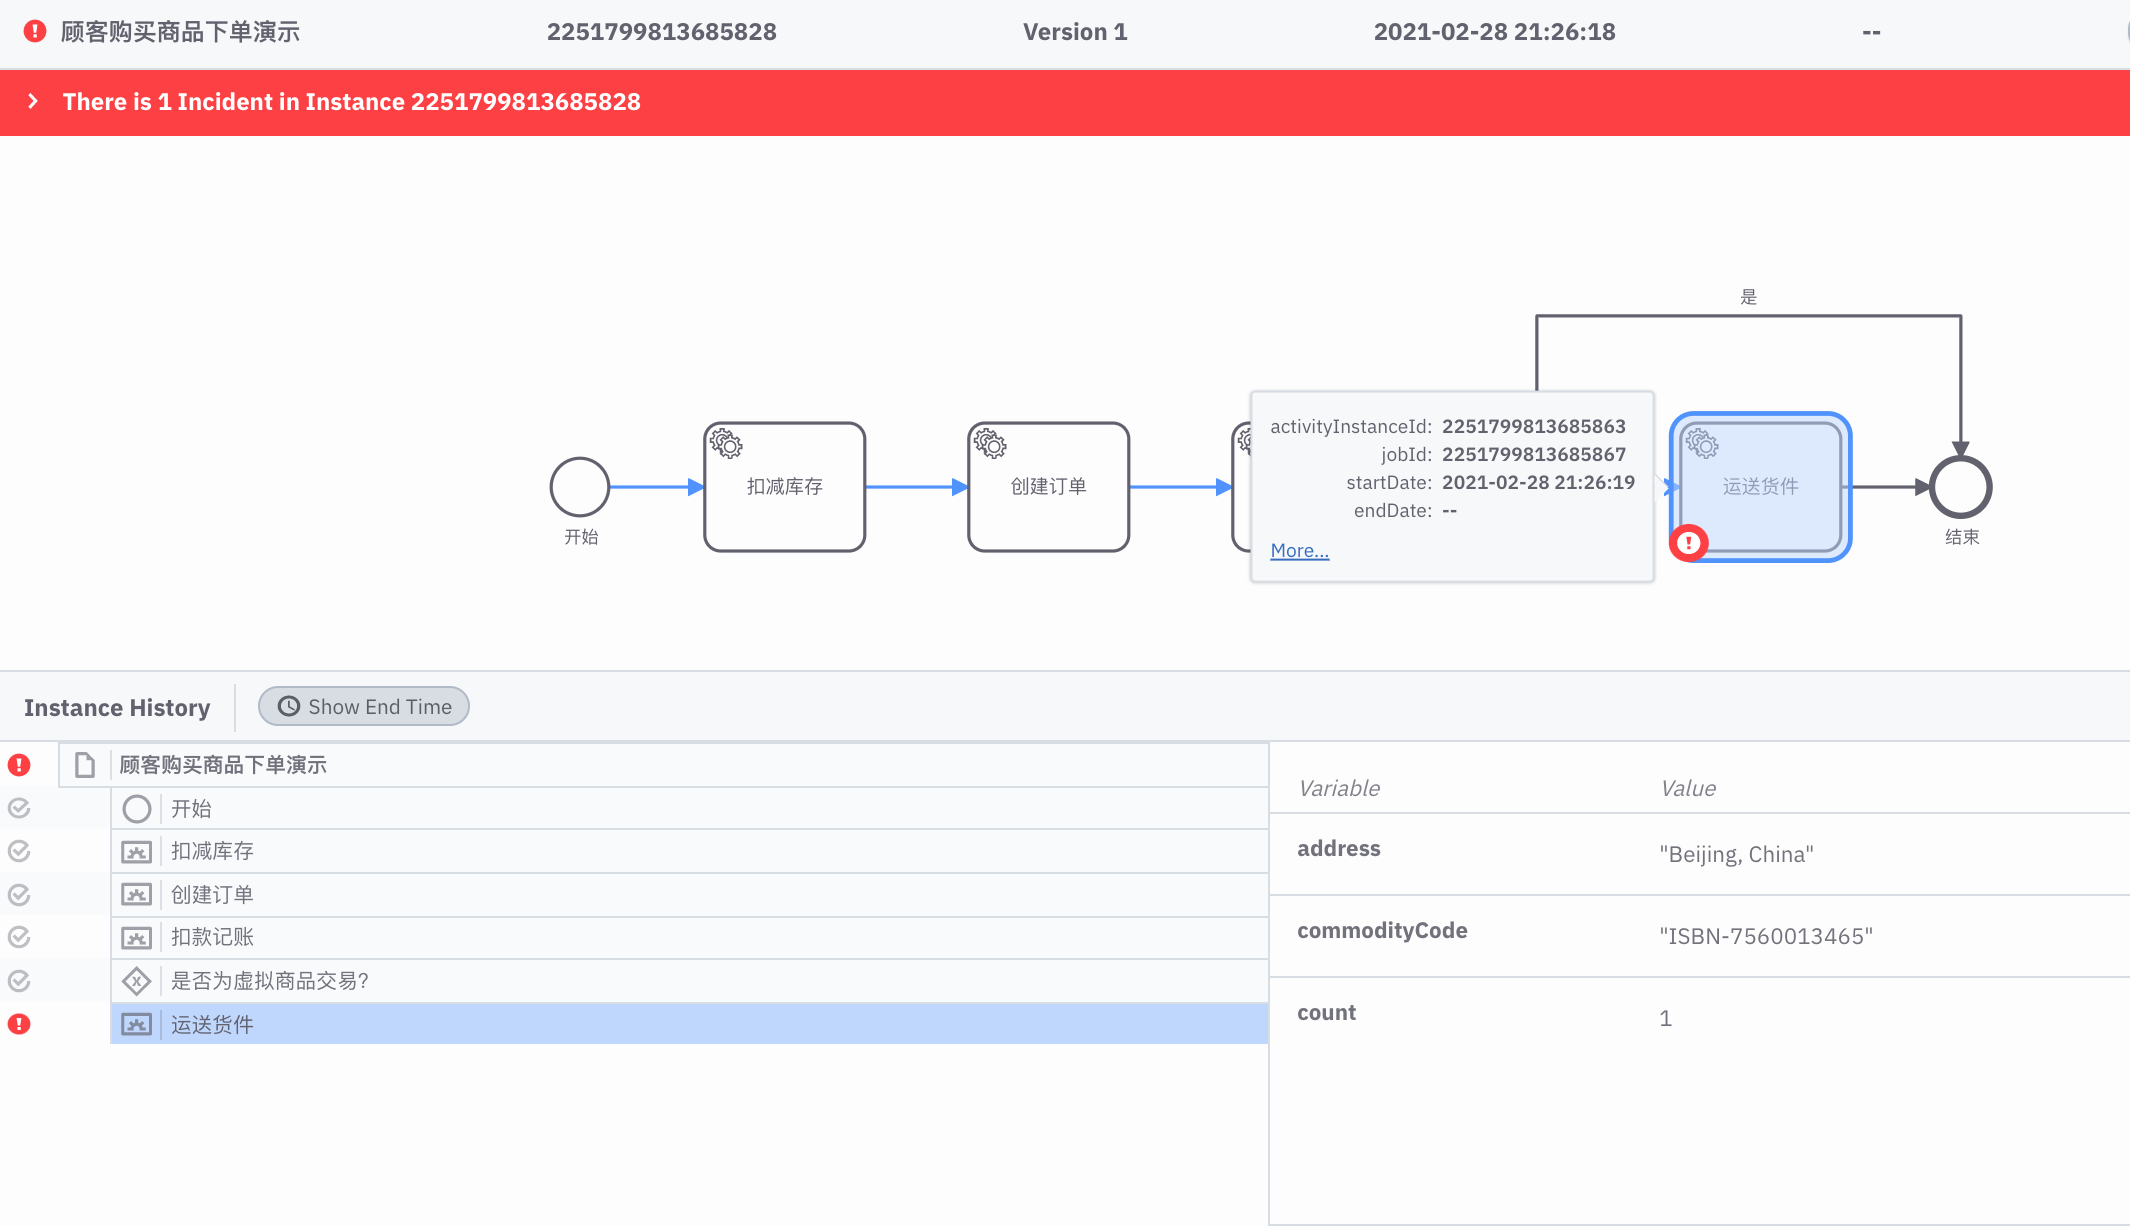 顾客购买商品下单演示 2251799813685828 Version 1 2021-02-28 21:26:18 --
There is 1 Incident in Instance 2251799813685828
是
activityInstanceId: 2251799813685863
jobId: 2251799813685867
startDate: 2021-02-28 21:26:19
endDate: --
More...
扣减库存
创建订单
运送货件
开始
结束
Instance History
Show End Time
顾客购买商品下单演示
开始
扣减库存
创建订单
扣款记账
是否为虚拟商品交易?
运送货件
Variable Value
address "Beijing, China"
commodityCode "ISBN-7560013465"
count 1